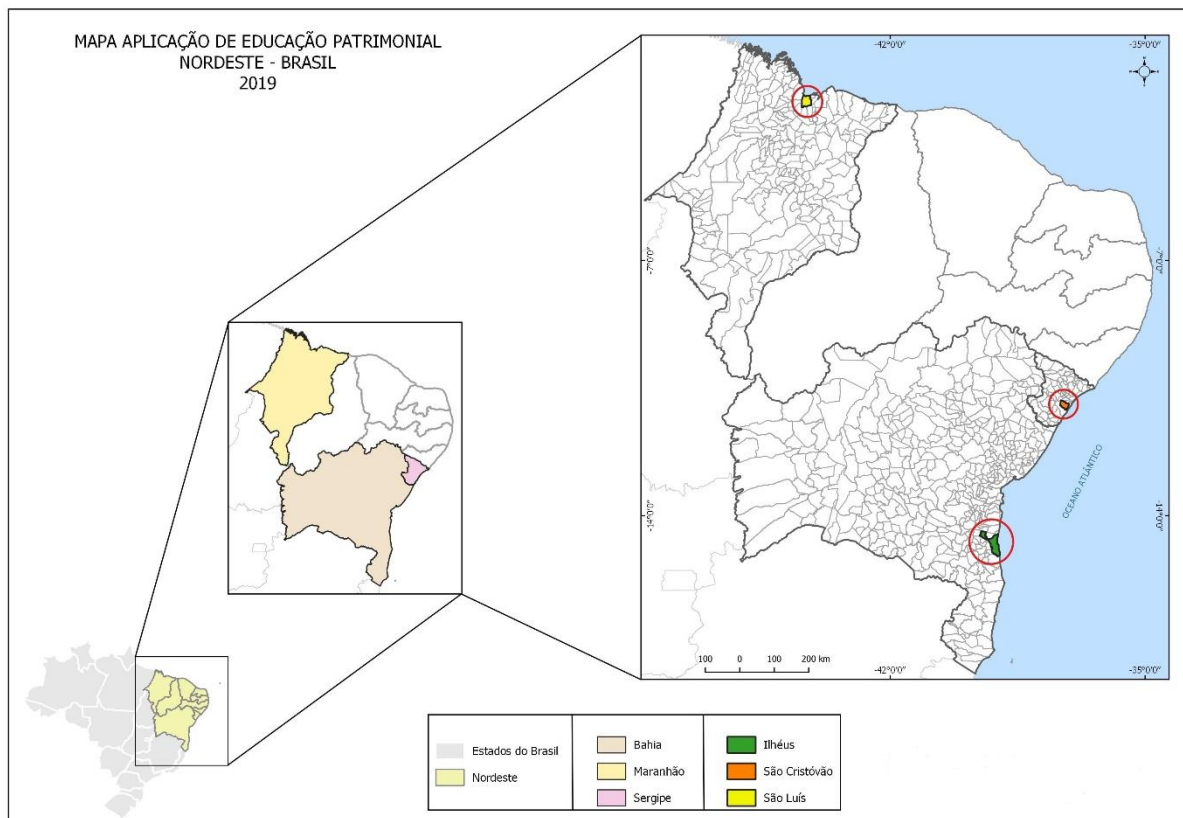 MAPA APLICAÇÃO DE EDUCAÇÃO PATRIMONIAL
NORDESTE - BRASIL
2019
-42°0'0"
-35°0'0"
-7°0'0"
-7°0'0"
OCEANO ATLÂNTICO
-14°0'0"
-14°0'0"
100 0 100 200 km
-42°0'0"
-35°0'0"
Estados do Brasil
Nordeste
Bahia
Maranhão
Sergipe
Ilhéus
São Cristóvão
São Luís